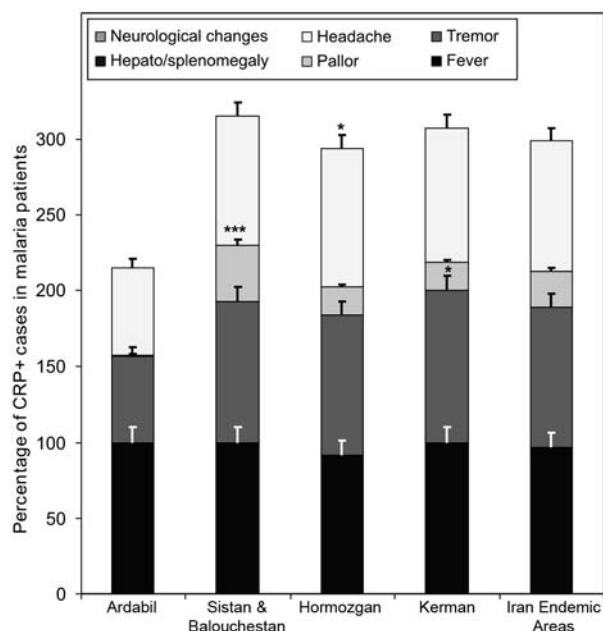 Neurological changes Headache Tremor
Hepato/splenomegaly Pallor Fever
Percentage of CRP+ cases in malaria patients
300
250
200
150
100
50
0
*
***
*
Ardabil Sistan & Balouchestan Hormozgan Kerman Iran Endemic Areas